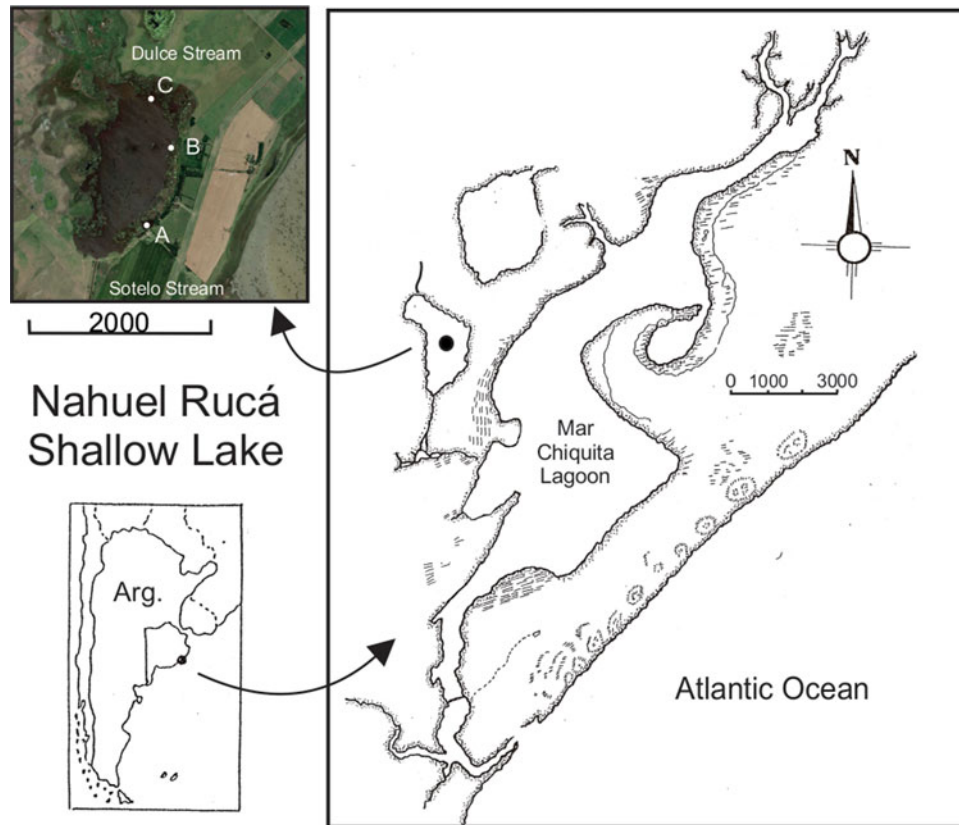 Dulce Stream
C
B
A
Sotelo Stream
2000
Nahuel Rucá
Shallow Lake
Arg.
N
0 1000 3000
Mar
Chiquita
Lagoon
Atlantic Ocean